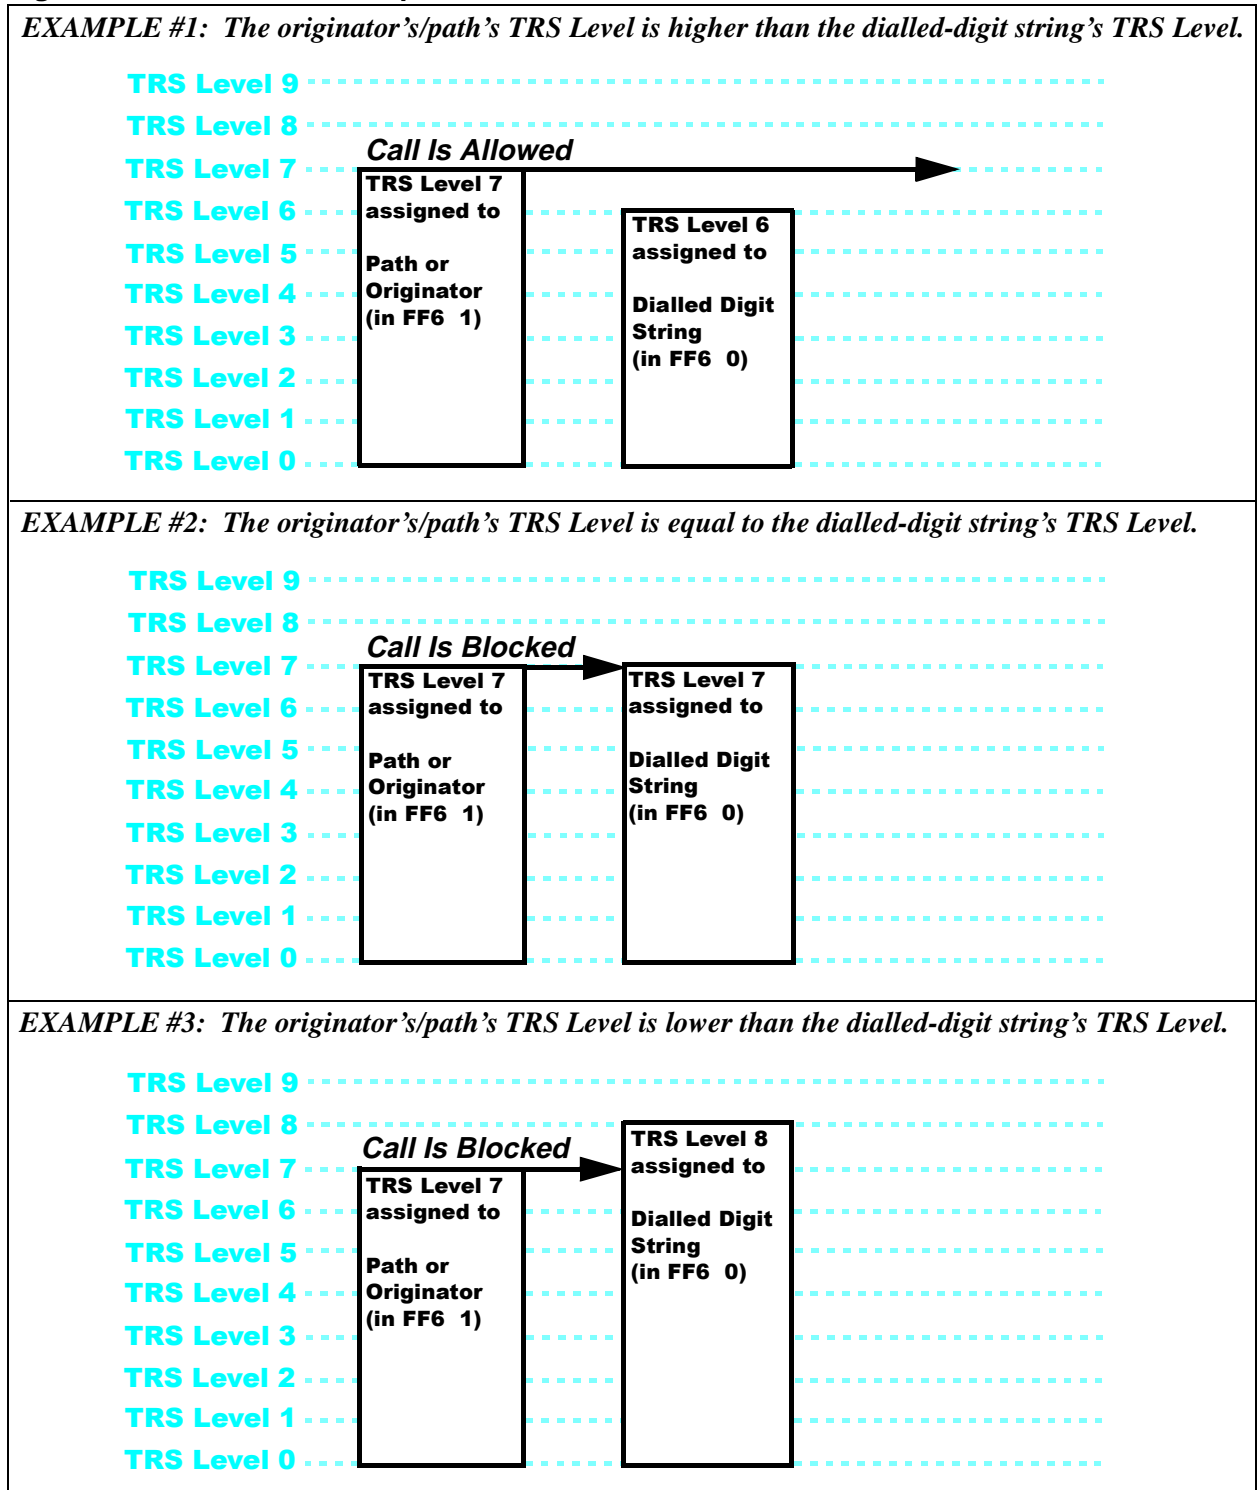 EXAMPLE #1: The originator's/path's TRS Level is higher than the dialled-digit string's TRS Level.
TRS Level 9
TRS Level 8
Call Is Allowed
TRS Level 7
TRS Level 7
assigned to
TRS Level 6
TRS Level 6
assigned to
TRS Level 5
Path or
Originator
(in FF6 1)
TRS Level 4
Dialled Digit
String
(in FF6 0)
TRS Level 3
TRS Level 2
TRS Level 1
TRS Level 0
EXAMPLE #2: The originator's/path's TRS Level is equal to the dialled-digit string's TRS Level.
TRS Level 9
TRS Level 8
Call Is Blocked
TRS Level 7
TRS Level 7
assigned to
TRS Level 7
assigned to
TRS Level 6
TRS Level 5
Path or
Originator
(in FF6 1)
Dialled Digit
String
(in FF6 0)
TRS Level 4
TRS Level 3
TRS Level 2
TRS Level 1
TRS Level 0
EXAMPLE #3: The originator's/path's TRS Level is lower than the dialled-digit string's TRS Level.
TRS Level 9
TRS Level 8
Call Is Blocked
TRS Level 8
assigned to
TRS Level 7
TRS Level 7
assigned to
TRS Level 6
Dialled Digit
String
(in FF6 0)
TRS Level 5
Path or
Originator
(in FF6 1)
TRS Level 4
TRS Level 3
TRS Level 2
TRS Level 1
TRS Level 0